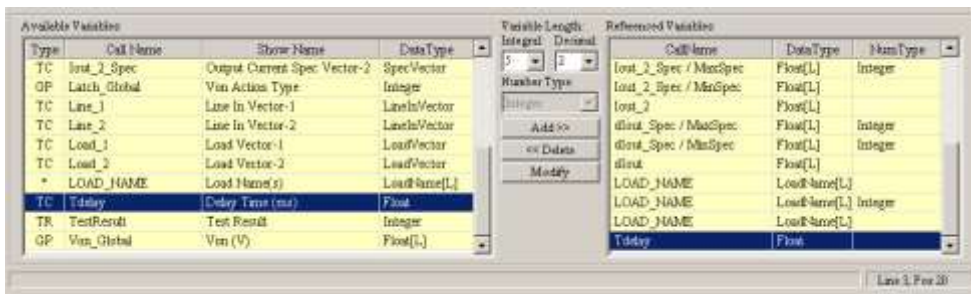 Available Variables
Variable Length
Referenced Variables
Integral Decimal
Type Call Name Show Name DataType
CallName DataType NumType
5 2
TC Iout_2_Spec Output Current Spec Vector-2 SpecVector
Iout_2_Spec / MaxSpec Float[L] Integer
GP Latch_Global Von Action Type Integer
Number Type
Iout_2_Spec / MinSpec Float[L]
TC Line_1 Line In Vector-1 LineInVector
Integer
Iout_2 Float[L]
TC Line_2 Line In Vector-2 LineInVector
Add >>
dIout_Spec / MaxSpec Float[L] Integer
TC Load_1 Load Vector-1 LoadVector
<< Delete
dIout_Spec / MinSpec Float[L] Integer
TC Load_2 Load Vector-2 LoadVector
Modify
dIout Float[L]
* LOAD_NAME Load Name(s) LoadName[L]
LOAD_NAME LoadName[L]
TC Tdelay Delay Time (ms) Float
LOAD_NAME LoadName[L] Integer
TR TestResult Test Result Integer
LOAD_NAME LoadName[L]
GP Von_Global Von (V) Float[L]
Tdelay Float
Line 3, Pos 20